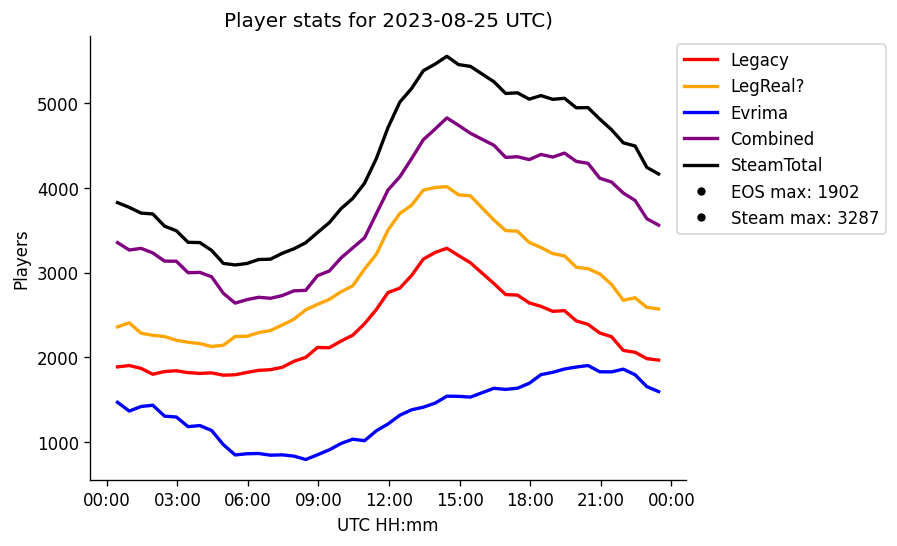 Player stats for 2023-08-25 UTC)
Legacy
LegReal?
Evrima
Combined
SteamTotal
EOS max: 1902
Steam max: 3287
Players
5000
4000
3000
2000
1000
00:00 03:00 06:00 09:00 12:00 15:00 18:00 21:00 00:00
UTC HH:mm